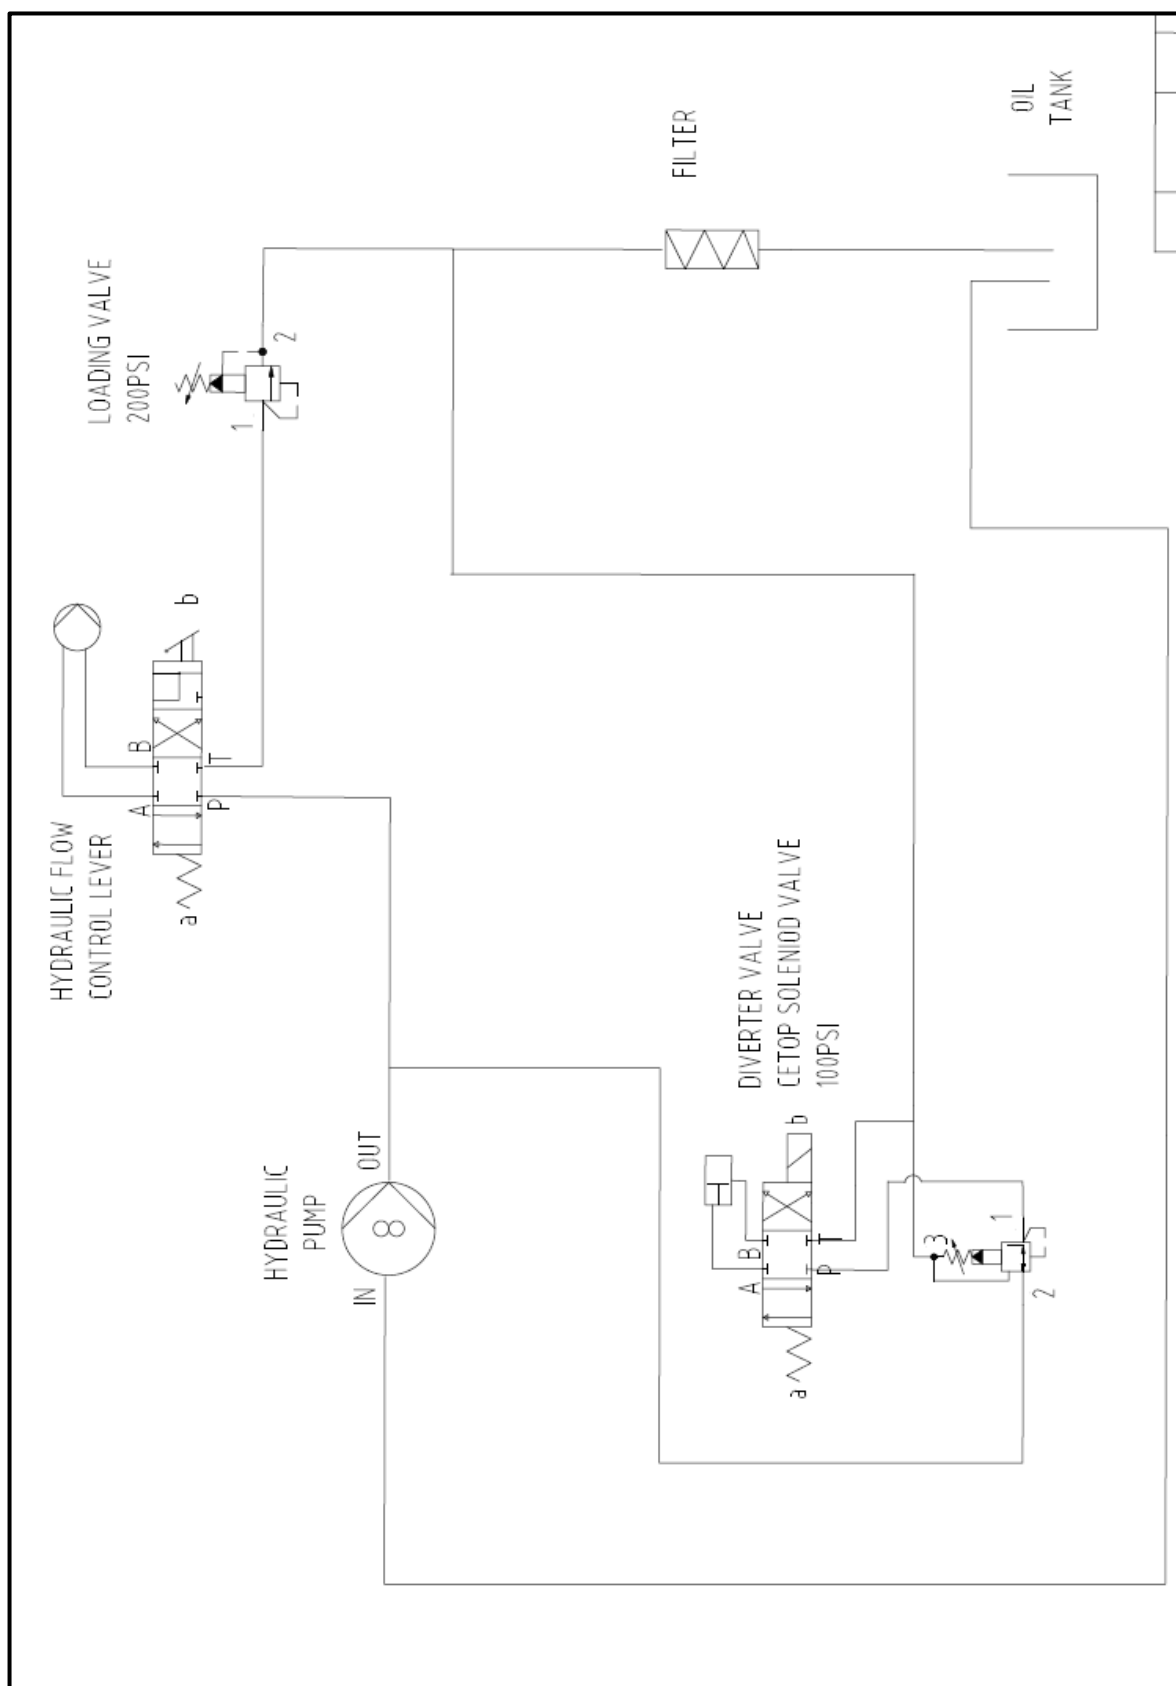 HYDRAULIC FLOW
CONTROL LEVER
a
A
B
P
T
b
LOADING VALVE
200PSI
1
2
HYDRAULIC
PUMP
IN
OUT
8
FILTER
OIL
TANK
DIVERTER VALVE
CETOP SOLENIOD VALVE
100PSI
a
A
B
P
T
b
3
1
2